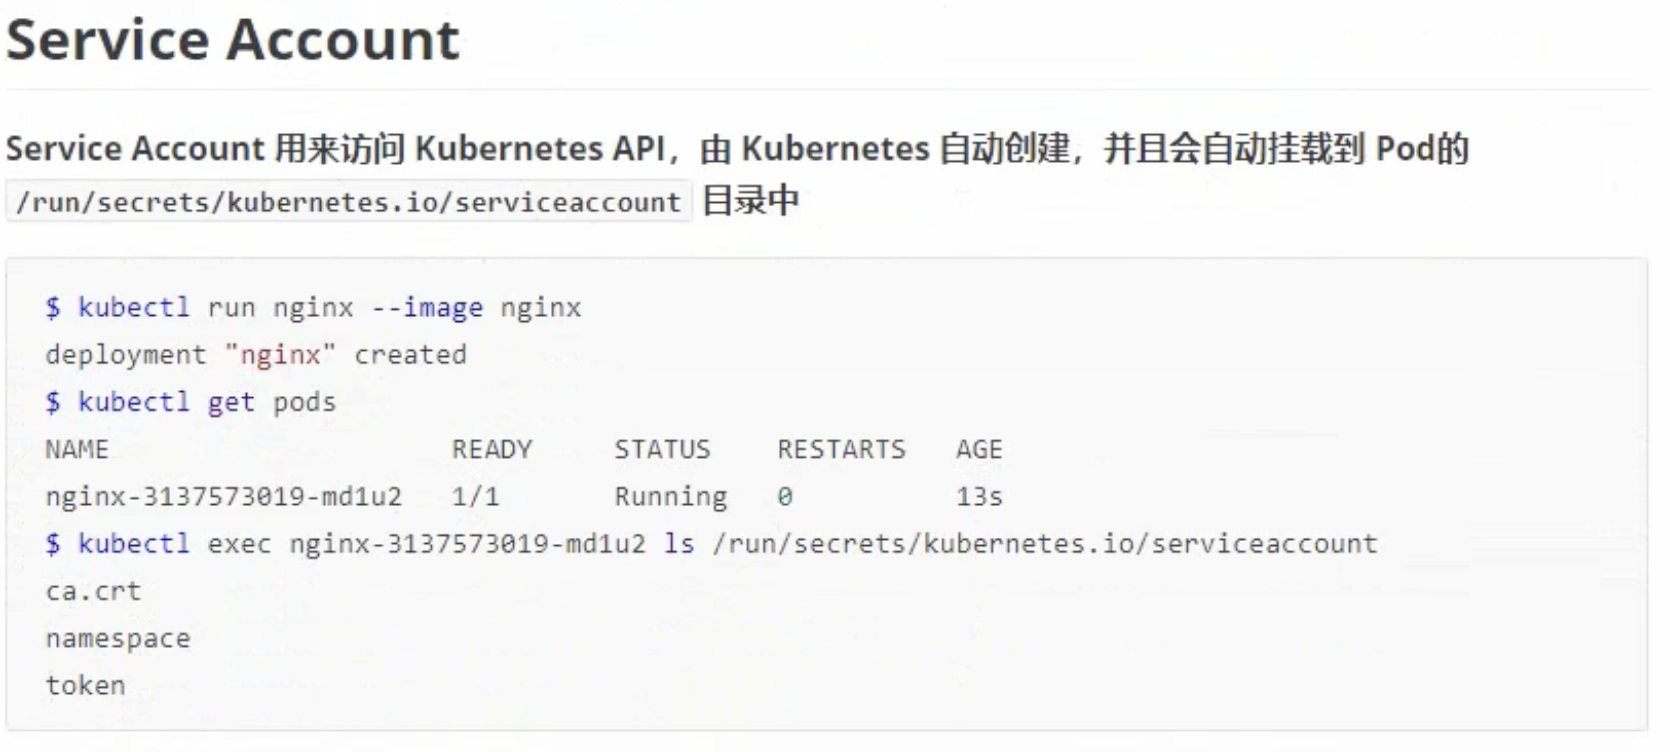 Service Account
Service Account 用来访问 Kubernetes API，由 Kubernetes 自动创建，并且会自动挂载到 Pod的
/run/secrets/kubernetes.io/serviceaccount 目录中
$ kubectl run nginx --image nginx
deployment "nginx" created
$ kubectl get pods
NAME                     READY     STATUS    RESTARTS   AGE
nginx-3137573019-md1u2   1/1       Running   0          13s
$ kubectl exec nginx-3137573019-md1u2 ls /run/secrets/kubernetes.io/serviceaccount
ca.crt
namespace
token